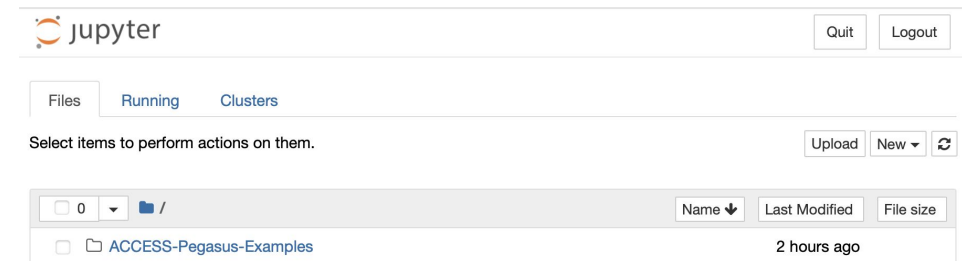 jupyter
Quit Logout
Files Running Clusters
Select items to perform actions on them.
Upload New
0 / Name Last Modified File size
ACCESS-Pegasus-Examples 2 hours ago